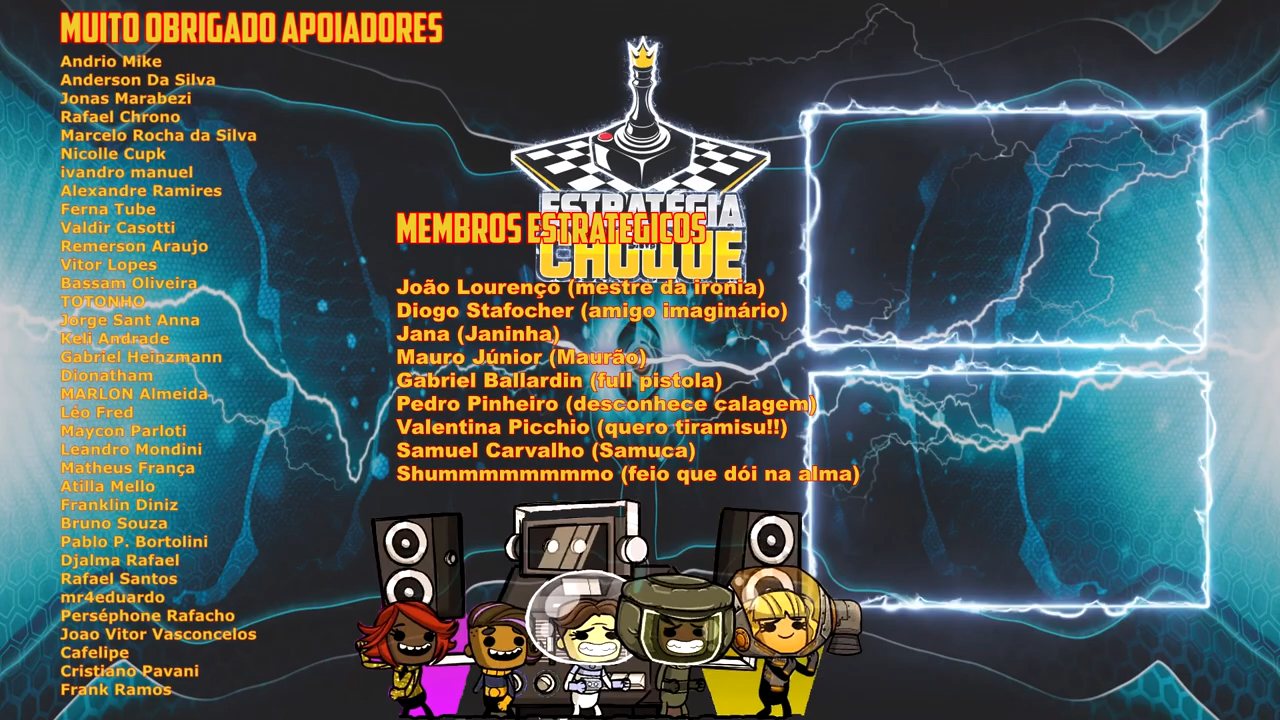 MUITO OBRIGADO APOIADORES
Andrio Mike
Anderson Da Silva
Jonas Marabezi
Rafael Chrono
Marcelo Rocha da Silva
Nicolle Cupk
ivandro manuel
Alexandre Ramires
Ferna Tube
Valdir Casotti
Remerson Araujo
Vitor Lopes
Bassam Oliveira
TOTONHO
Jorge Sant Anna
Keli Andrade
Gabriel Heinzmann
Dionatham
MARLON Almeida
Lèo Fred
Maycon Parloti
Leandro Mondini
Matheus França
Atilla Mello
Franklin Diniz
Bruno Souza
Pablo P. Bortolini
Djalma Rafael
Rafael Santos
mr4eduardo
Perséphone Rafacho
Joao Vitor Vasconcelos
Cafelipe
Cristiano Pavani
Frank Ramos
ESTRATÉGIA
CHOQUE
MEMBROS ESTRATEGICOS
João Lourenço (mestre da ironia)
Diogo Stafocher (amigo imaginário)
Jana (Janinha)
Mauro Júnior (Maurão)
Gabriel Ballardin (full pistola)
Pedro Pinheiro (desconhece calagem)
Valentina Picchio (quero tiramisu!!)
Samuel Carvalho (Samuca)
Shummmmmmmmo (feio que dói na alma)